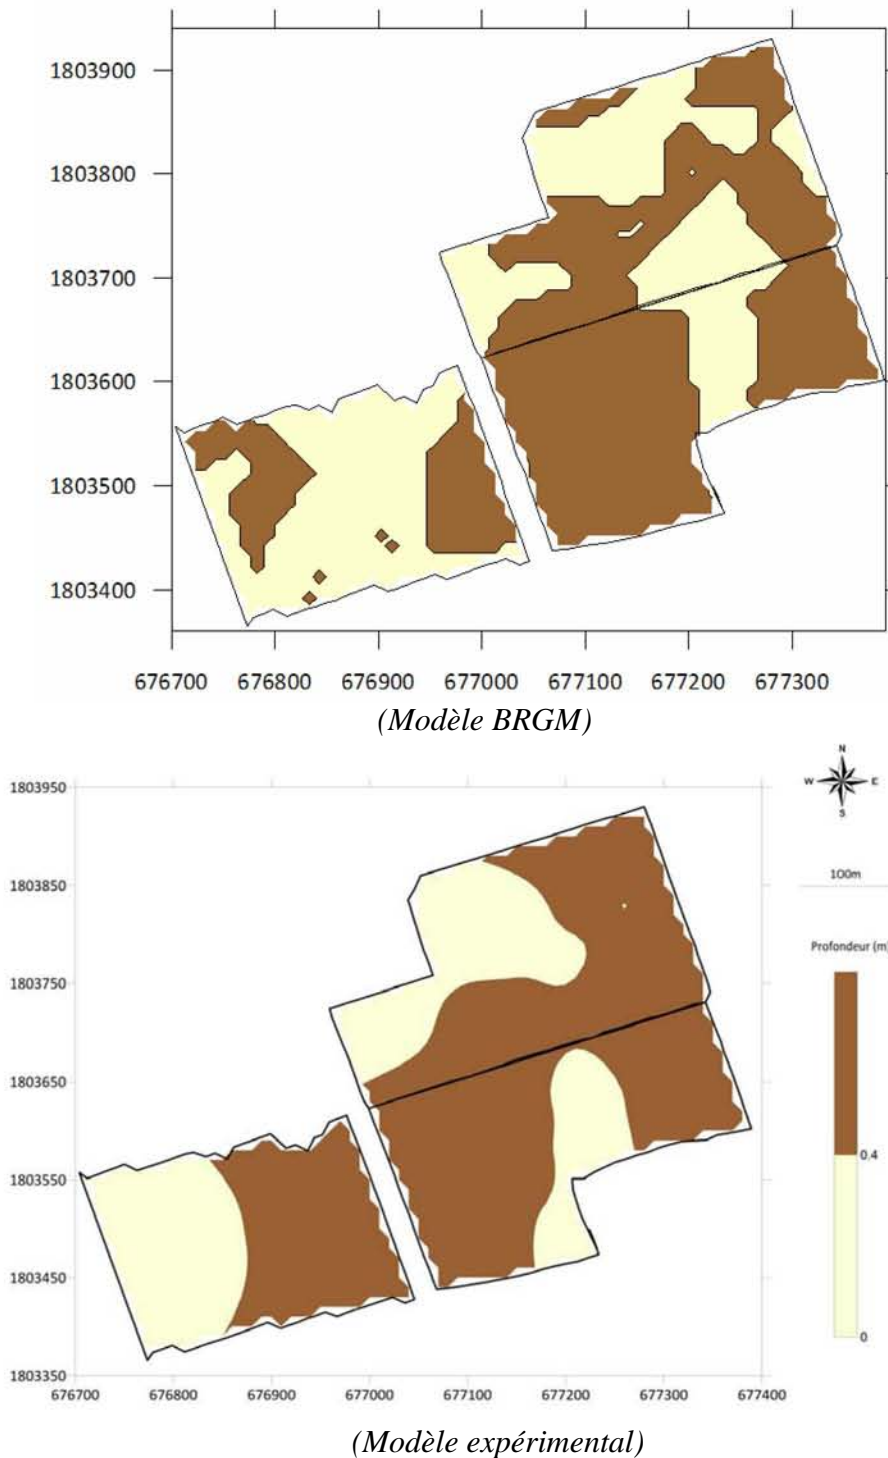 1803900
1803800
1803700
1803600
1803500
1803400
676700 676800 676900 677000 677100 677200 677300
(Modèle BRGM)
N
W E
S
1803950
1803850
1803750
1803650
1803550
1803450
1803350
100m
Profondeur (m)
0,4
0
676700 676800 676900 677000 677100 677200 677300 677400
(Modèle expérimental)